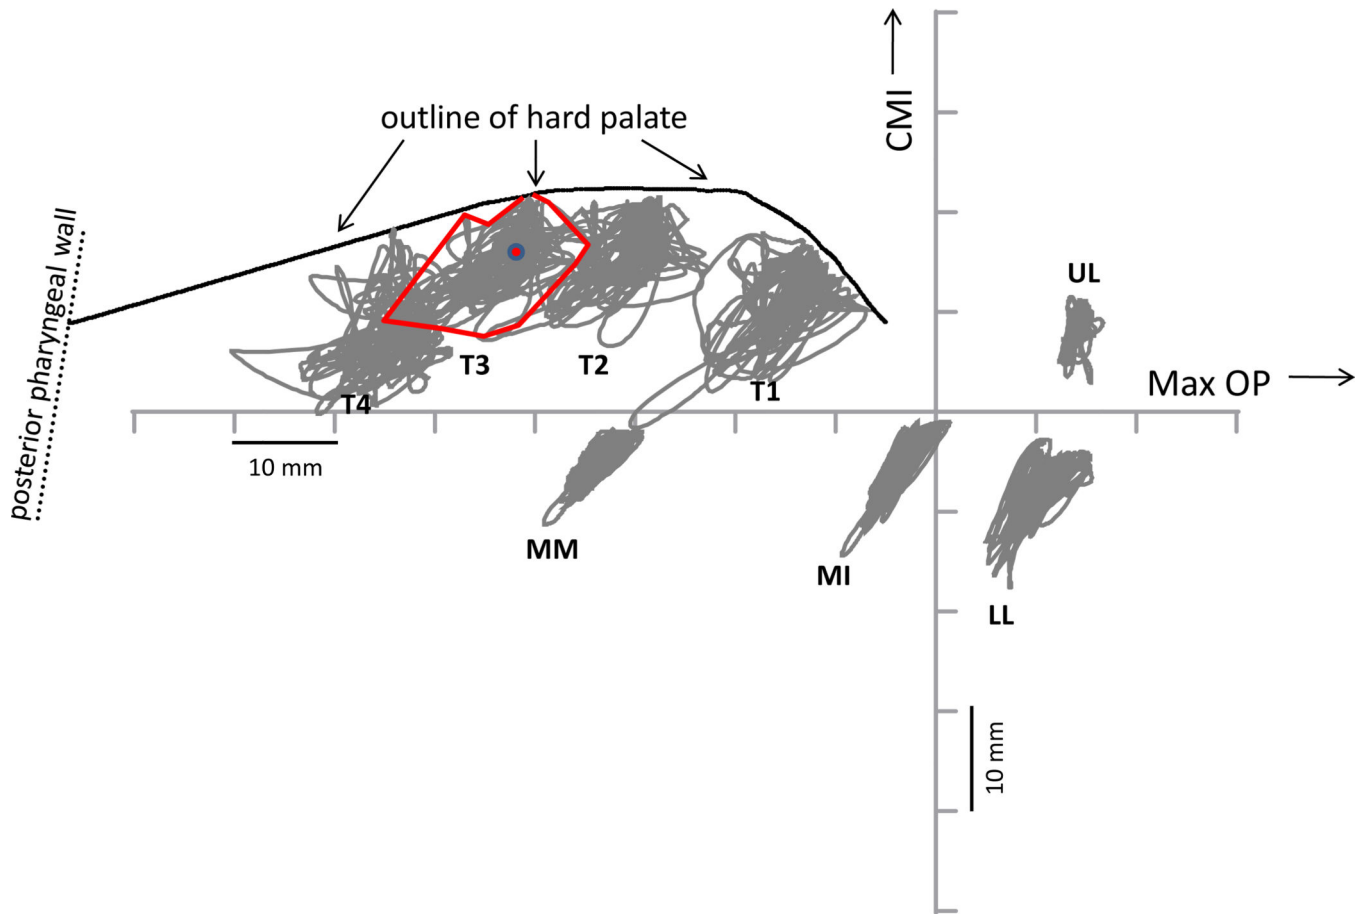 CMI
outline of hard palate
posterior pharyngeal wall
UL
Max OP
T3
T2
T1
T4
10 mm
MM
MI
LL
10 mm